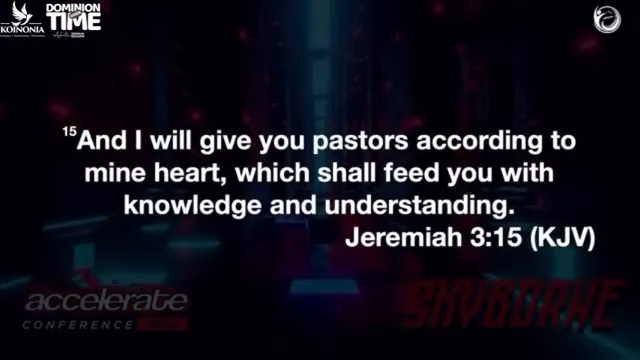 KOINONIA
DOMINION
TIME
15And I will give you pastors according to
mine heart, which shall feed you with
knowledge and understanding.
Jeremiah 3:15 (KJV)
accelerate
CONFERENCE
SKYBORNE